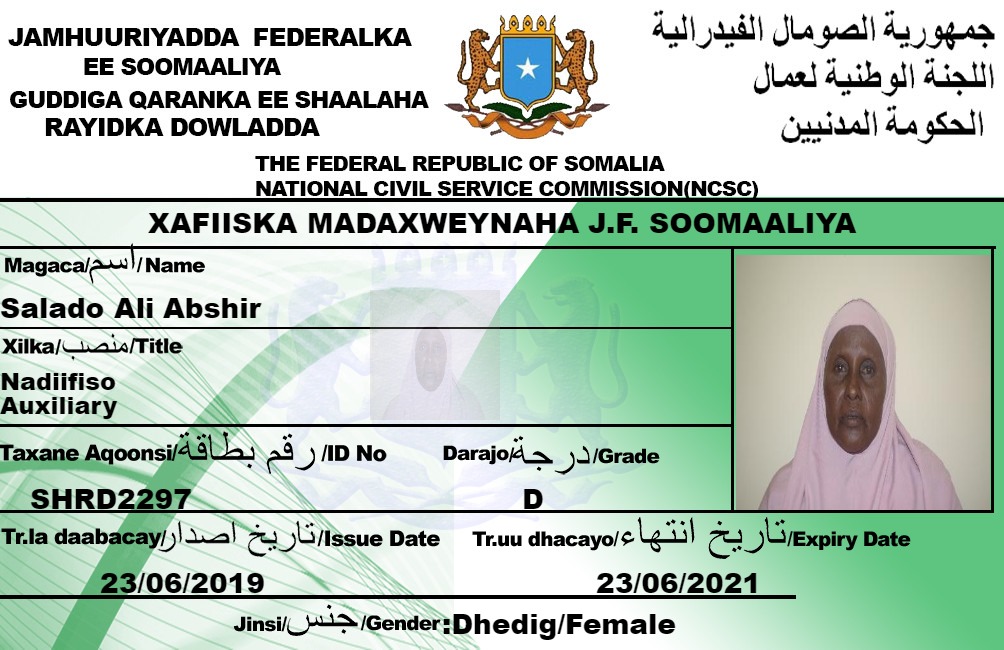 JAMHUURIYADDA FEDERALKA
EE SOOMAALIYA
GUDDIGA QARANKA EE SHAALAHA
RAYIDKA DOWLADDA
جمهورية الصومال الفيدرالية
اللجنة الوطنية لعمال
الحكومة المدنيين
THE FEDERAL REPUBLIC OF SOMALIA
NATIONAL CIVIL SERVICE COMMISSION(NCSC)
XAFIISKA MADAXWEYNAHA J.F. SOOMAALIYA
Magaca/اسم/Name
Salado Ali Abshir
Xilka/منصب/Title
Nadiifiso
Auxiliary
Taxane Aqoonsi/رقم بطاقة/ID No
Darajo/درجة/Grade
SHRD2297
D
Tr.la daabacay/تاريخ اصدار/Issue Date
Tr.uu dhacayo/تاريخ انتهاء/Expiry Date
23/06/2019
23/06/2021
Jinsi/جنس/Gender:Dhedig/Female